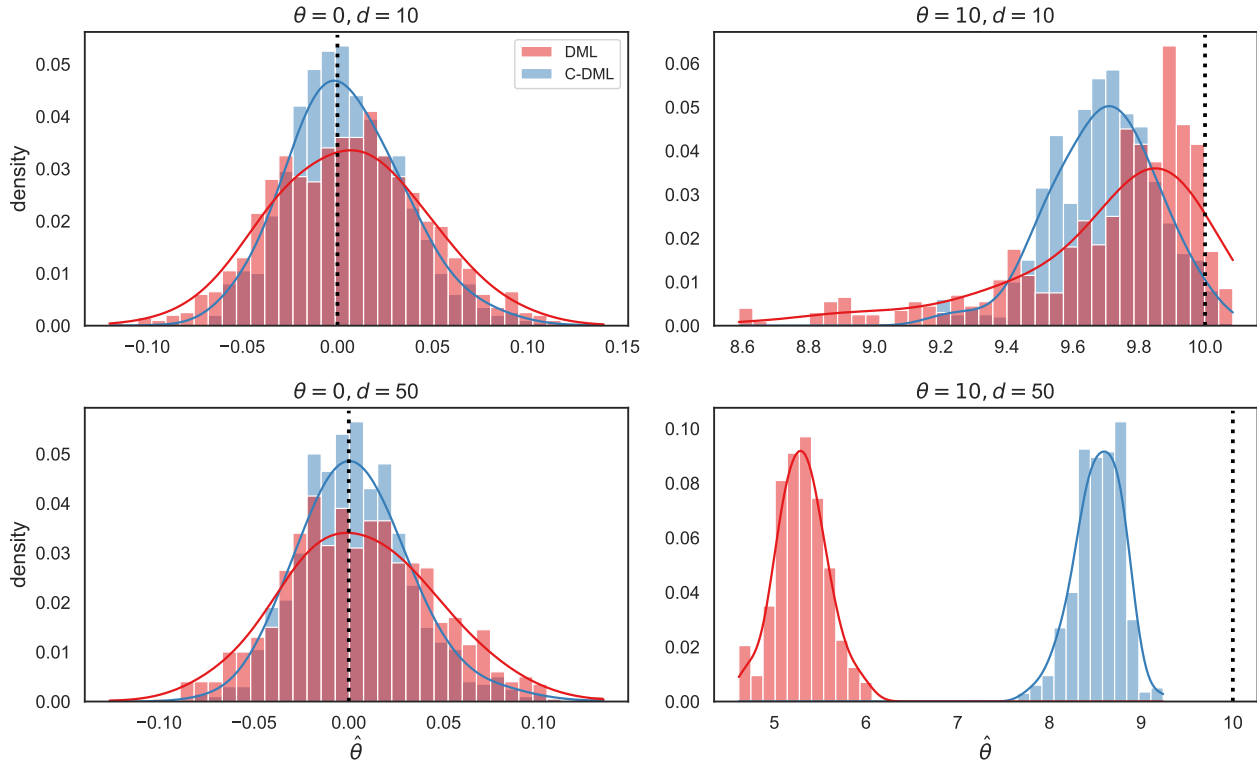 θ = 0, d = 10
density
0.05
0.04
0.03
0.02
0.01
0.00
DML
C-DML
−0.10 −0.05 0.00 0.05 0.10 0.15
θ = 10, d = 10
0.06
0.05
0.04
0.03
0.02
0.01
0.00
8.6 8.8 9.0 9.2 9.4 9.6 9.8 10.0
θ = 0, d = 50
density
0.05
0.04
0.03
0.02
0.01
0.00
−0.10 −0.05 0.00 0.05 0.10
θ̂
θ = 10, d = 50
0.10
0.08
0.06
0.04
0.02
0.00
5 6 7 8 9 10
θ̂